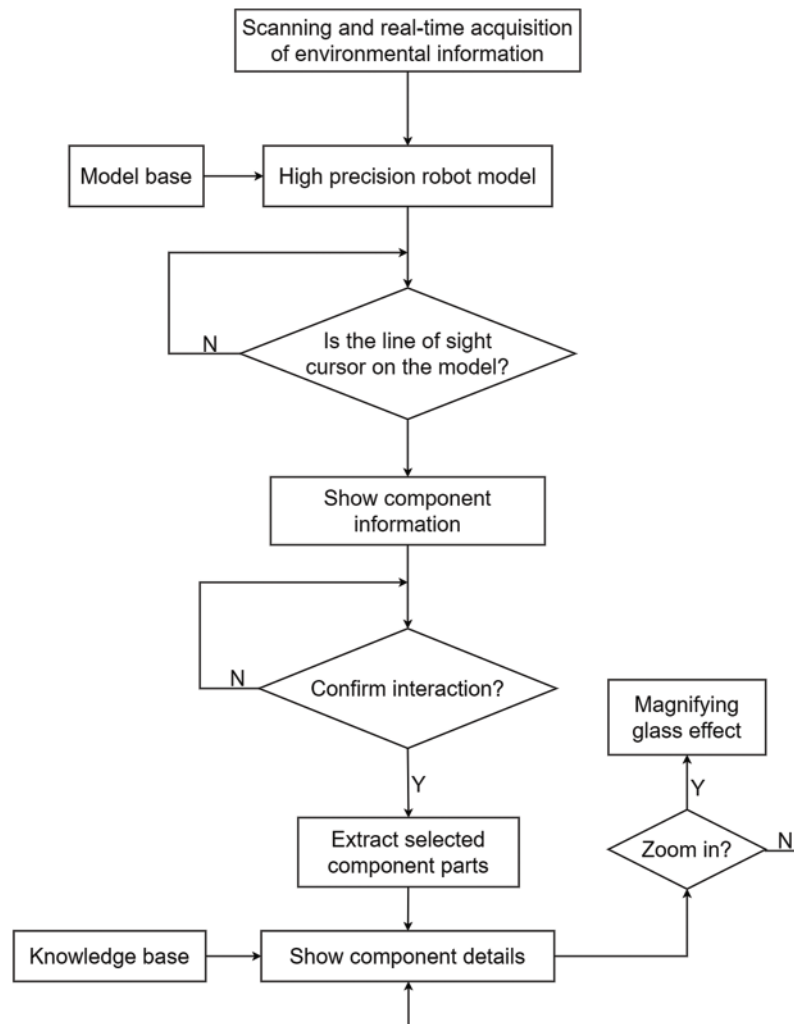 Scanning and real-time acquisition
of environmental information
Model base
High precision robot model
N
Is the line of sight
cursor on the model?
Show component
information
N
Confirm interaction?
Magnifying
glass effect
Y
Y
Extract selected
component parts
Zoom in?
N
Knowledge base
Show component details